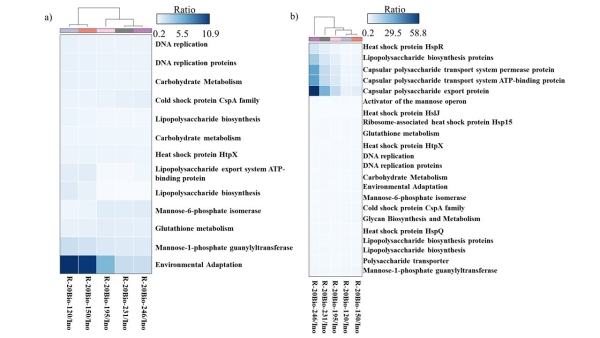 a)
Ratio
0.2 5.5 10.9
DNA replication
DNA replication proteins
Carbohydrate Metabolism
Cold shock protein CspA family
Lipopolysaccharide biosynthesis
Carbohydrate metabolism
Heat shock protein HtpX
Lipopolysaccharide export system ATP-
binding protein
Lipopolysaccharide biosynthesis
Mannose-6-phosphate isomerase
Glutathione metabolism
Mannose-1-phosphate guanylyltransferase
Environmental Adaptation
R-20Bio-120/Ino
R-20Bio-150/Ino
R-20Bio-195/Ino
R-20Bio-231/Ino
R-20Bio-246/Ino
b)
Ratio
0.2 29.5 58.8
Heat shock protein HspR
Lipopolysaccharide biosynthesis proteins
Capsular polysaccharide transport system permease protein
Capsular polysaccharide transport system ATP-binding protein
Capsular polysaccharide export protein
Activator of the mannose operon
Heat shock protein HslJ
Ribosome-associated heat shock protein Hsp15
Glutathione metabolism
Heat shock protein HtpX
DNA replication
DNA replication proteins
Carbohydrate Metabolism
Environmental Adaptation
Mannose-6-phosphate isomerase
Cold shock protein CspA family
Glycan Biosynthesis and Metabolism
Heat shock protein HspQ
Lipopolysaccharide biosynthesis proteins
Lipopolysaccharide biosynthesis
Polysaccharide transporter
Mannose-1-phosphate guanylyltransferase
R-20Bio-246/Ino
R-20Bio-231/Ino
R-20Bio-195/Ino
R-20Bio-120/Ino
R-20Bio-150/Ino